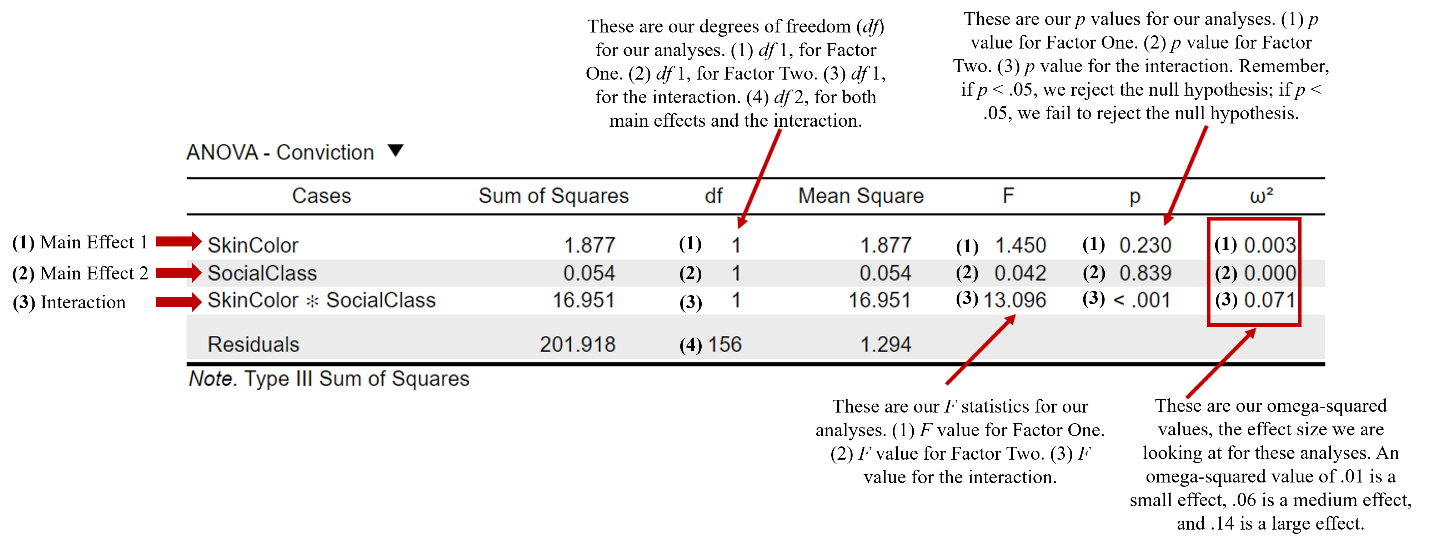 These are our degrees of freedom (df)
for our analyses. (1) df 1, for Factor
One. (2) df 1, for Factor Two. (3) df 1,
for the interaction. (4) df 2, for both
main effects and the interaction.
These are our p values for our analyses. (1) p
value for Factor One. (2) p value for Factor
Two. (3) p value for the interaction. Remember,
if p < .05, we reject the null hypothesis; if p <
.05, we fail to reject the null hypothesis.
ANOVA - Conviction ▼
Cases Sum of Squares df Mean Square F p ω²
(1) Main Effect 1 SkinColor 1.877 (1) 1 1.877 (1) 1.450 (1) 0.230 (1) 0.003
(2) Main Effect 2 SocialClass 0.054 (2) 1 0.054 (2) 0.042 (2) 0.839 (2) 0.000
(3) Interaction SkinColor ∗ SocialClass 16.951 (3) 1 16.951 (3) 13.096 (3) < .001 (3) 0.071
Residuals 201.918 (4) 156 1.294
Note. Type III Sum of Squares
These are our F statistics for our
analyses. (1) F value for Factor One.
(2) F value for Factor Two. (3) F
value for the interaction.
These are our omega-squared
values, the effect size we are
looking at for these analyses. An
omega-squared value of .01 is a
small effect, .06 is a medium effect,
and .14 is a large effect.